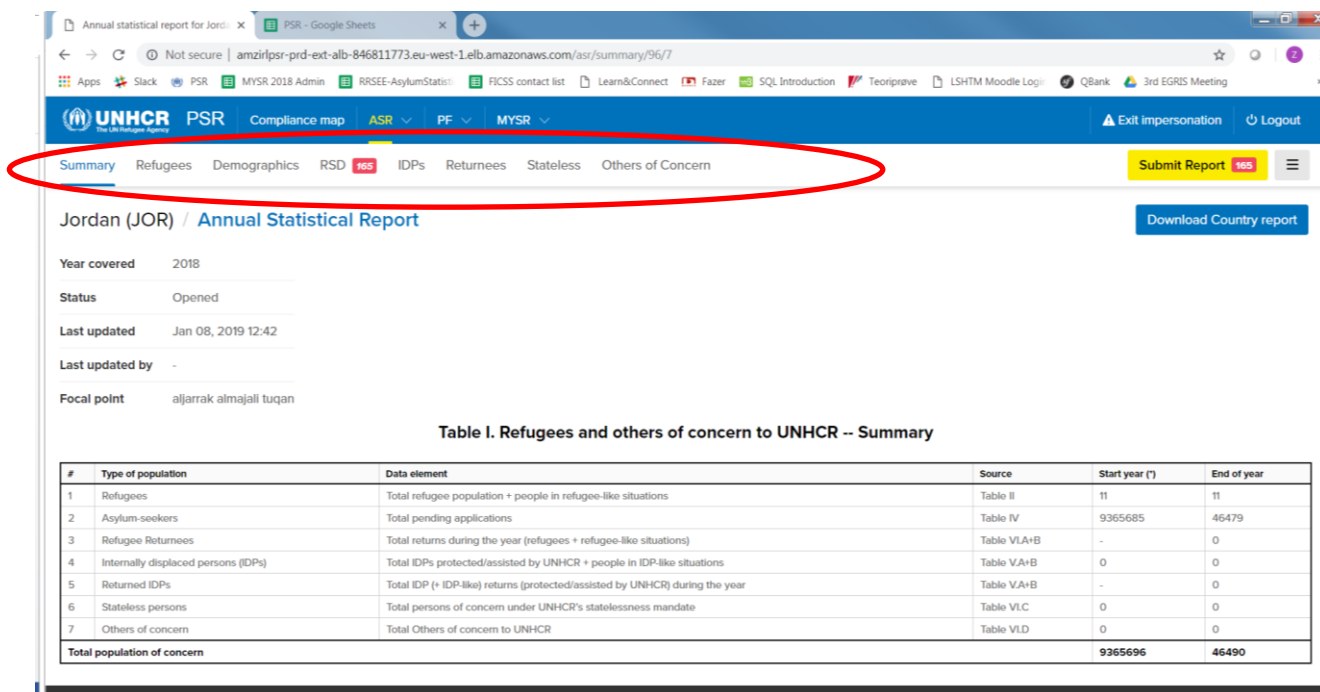 Annual statistical report for Jord
PSR - Google Sheets
Not secure | amzirlpsr-prd-ext-alb-846811773.eu-west-1.elb.amazonaws.com/asr/summary/96/7
Apps Slack PSR MYSR 2018 Admin RRSEE-AsylumStatisti FICSS contact list Learn&Connect Fazer SQL Introduction Teoriprøve LSHTM Moodle Logi QBank 3rd EGRIS Meeting
UNHCR PSR Compliance map ASR PF MYSR Exit impersonation Logout
The UN Refugee Agency
Summary Refugees Demographics RSD 165 IDPs Returnees Stateless Others of Concern Submit Report 165
Jordan (JOR) / Annual Statistical Report Download Country report
Year covered 2018
Status Opened
Last updated Jan 08, 2019 12:42
Last updated by -
Focal point aljarrak almajali tuqan
Table I. Refugees and others of concern to UNHCR -- Summary
# Type of population Data element Source Start year (*) End of year
1 Refugees Total refugee population + people in refugee-like situations Table II 11 11
2 Asylum-seekers Total pending applications Table IV 9365685 46479
3 Refugee Returnees Total returns during the year (refugees + refugee-like situations) Table VI.A+B - 0
4 Internally displaced persons (IDPs) Total IDPs protected/assisted by UNHCR + people in IDP-like situations Table V.A+B 0 0
5 Returned IDPs Total IDP (+ IDP-like) returns (protected/assisted by UNHCR) during the year Table V.A+B - 0
6 Stateless persons Total persons of concern under UNHCR's statelessness mandate Table VI.C 0 0
7 Others of concern Total Others of concern to UNHCR Table VI.D 0 0
Total population of concern 9365696 46490